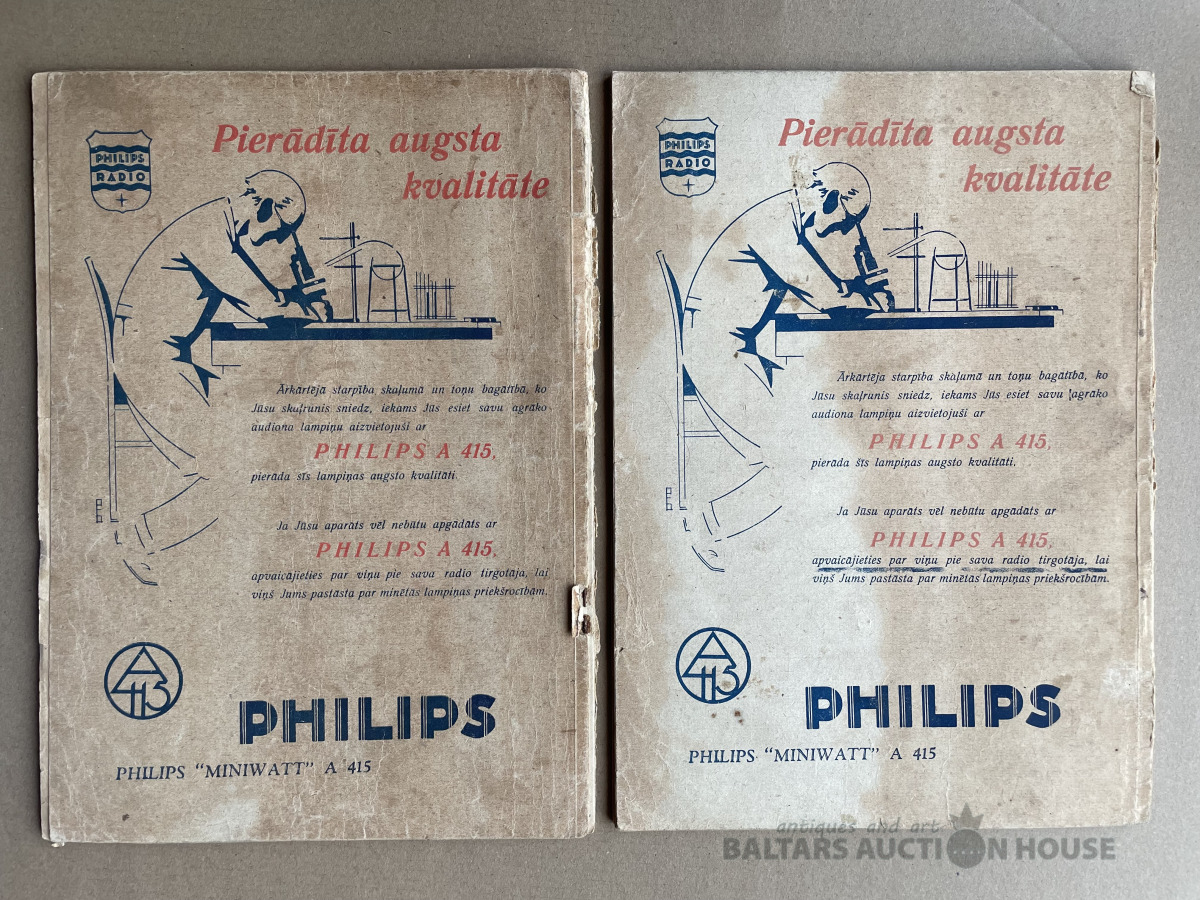 PHILIPS
RADIO
Pierādīta augsta
kvalitāte
Ārkārtējā starpība skaļumā un toņu bagātībā, ko
Jūsu skaļrunis sniedz, iekams Jūs esiet savu agrāko
audiona lampiņu aizvietojuši ar
PHILIPS A 415,
pierāda šīs lampiņas augsto kvalitāti.
Ja Jūsu aparāts vēl nebūtu apgādāts ar
PHILIPS A 415,
apvaicājieties par viņu pie sava radio tirgotāja, lai
viņš Jums pastāsta par minētās lampiņas priekšrocībām.
A
415
PHILIPS
PHILIPS "MINIWATT" A 415
PHILIPS
RADIO
Pierādīta augsta
kvalitāte
Ārkārtējā starpība skaļumā un toņu bagātībā, ko
Jūsu skaļrunis sniedz, iekams Jūs esiet savu agrāko
audiona lampiņu aizvietojuši ar
PHILIPS A 415,
pierāda šīs lampiņas augsto kvalitāti.
Ja Jūsu aparāts vēl nebūtu apgādāts ar
PHILIPS A 415,
apvaicājieties par viņu pie sava radio tirgotāja, lai
viņš Jums pastāsta par minētās lampiņas priekšrocībām.
A
415
PHILIPS
PHILIPS "MINIWATT" A 415
antiques and art
BALTARS AUCTION HOUSE